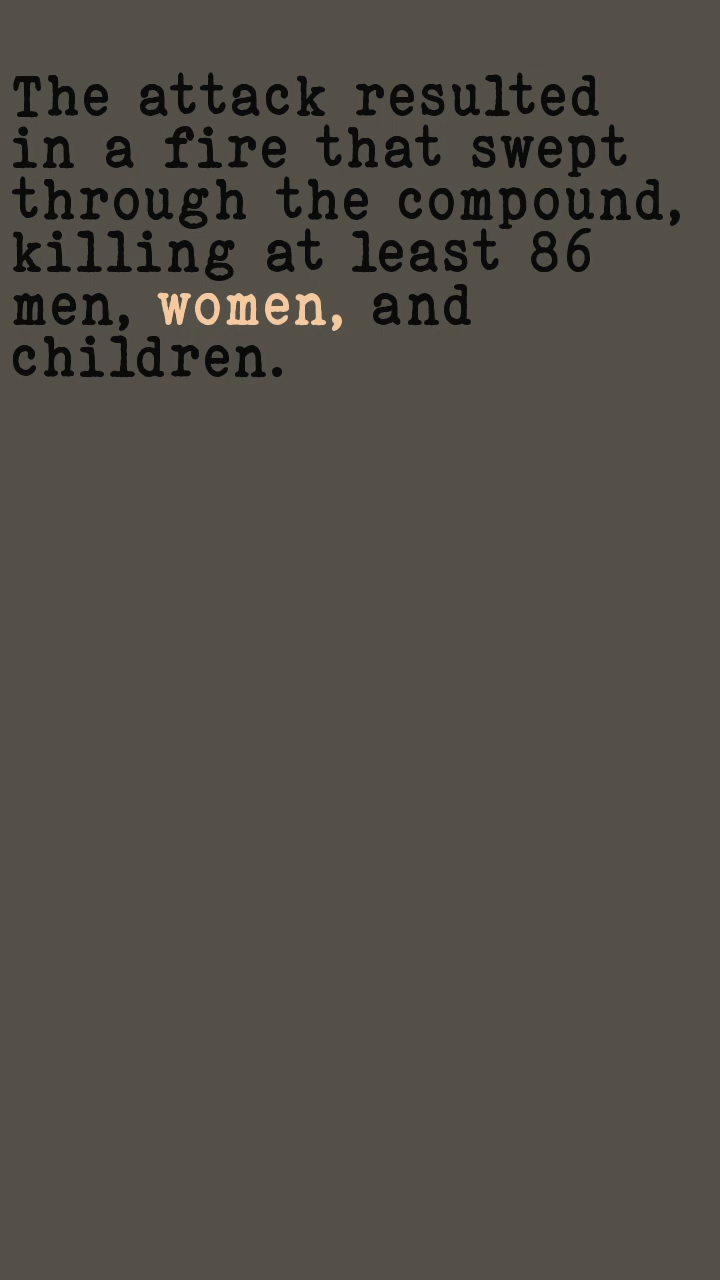 The attack resulted
in a fire that swept
through the compound,
killing at least 86
men, women, and
children.